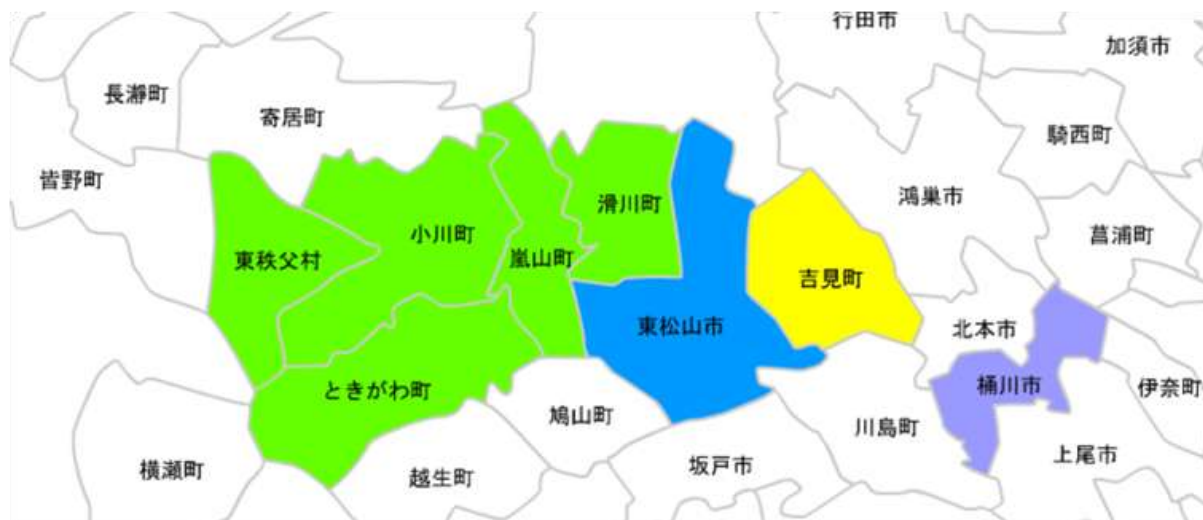 行田市
加須市
長瀞町
寄居町
騎西町
皆野町
滑川町
鴻巣市
小川町
菖蒲町
東秩父村
嵐山町
吉見町
東松山市
北本市
ときがわ町
桶川市
伊奈町
鳩山町
川島町
横瀬町
越生町
坂戸市
上尾市